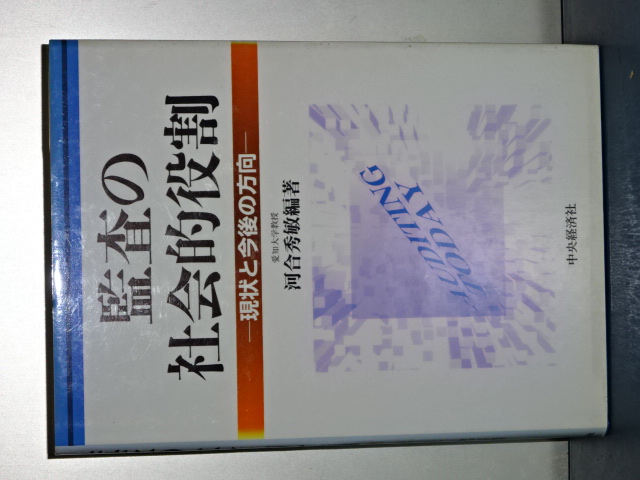 監査の
社会的役割
―現状と今後の方向―
愛知大学教授
河合秀敏編著
AUDITING
TODAY
中央経済社